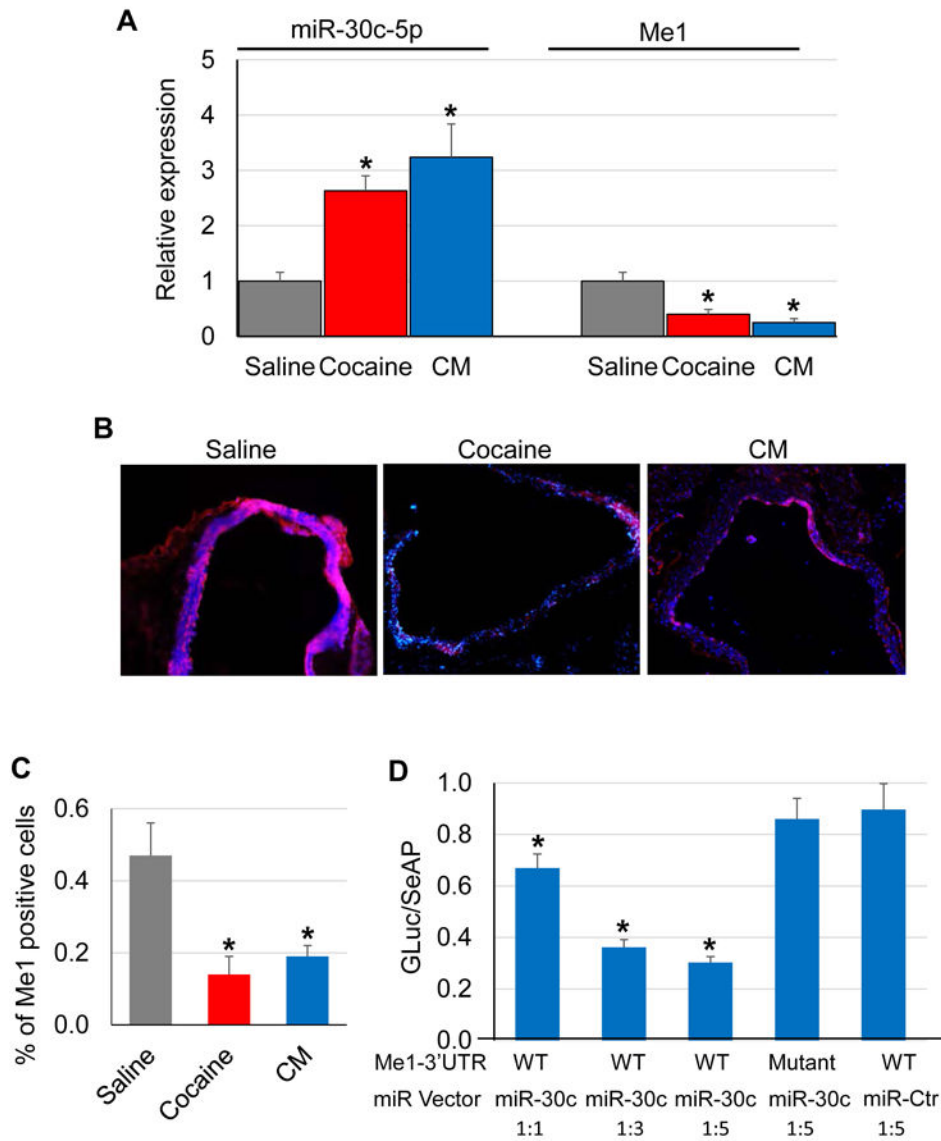 A
miR-30c-5p Me1
Relative expression
5
4
3
2
1
0
* * * *
Saline Cocaine CM Saline Cocaine CM
B
Saline Cocaine CM
C
% of Me1 positive cells
0.6
0.4
0.2
0.0
* *
Saline Cocaine CM
D
GLuc/SeAP
1.0
0.8
0.6
0.4
0.2
0.0
* * *
Me1-3'UTR WT WT WT Mutant WT
miR Vector miR-30c miR-30c miR-30c miR-30c miR-Ctr
1:1 1:3 1:5 1:5 1:5